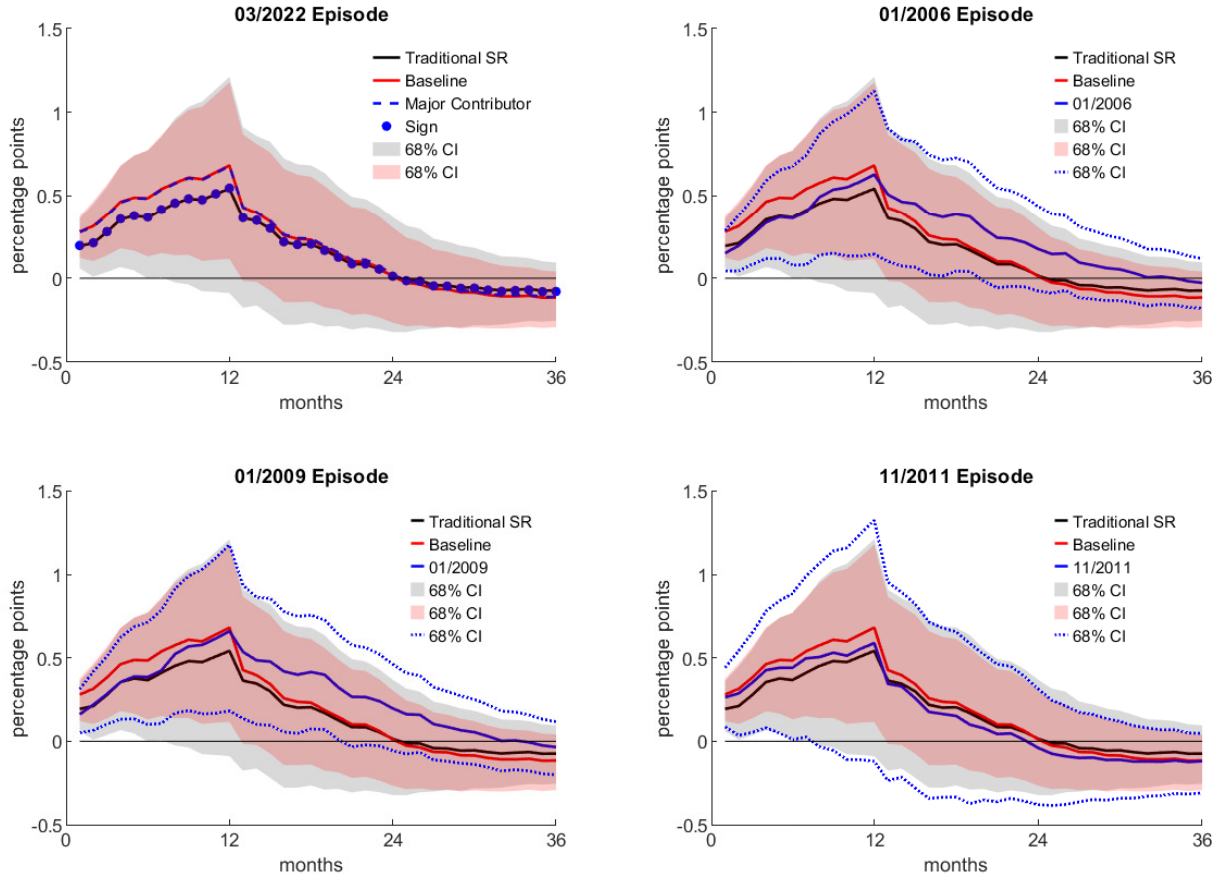 03/2022 Episode
1.5
1
0.5
0
-0.5
percentage points
Traditional SR
Baseline
Major Contributor
Sign
68% CI
68% CI
0
12
24
36
months
01/2006 Episode
1.5
1
0.5
0
-0.5
percentage points
Traditional SR
Baseline
01/2006
68% CI
68% CI
68% CI
0
12
24
36
months
01/2009 Episode
1.5
1
0.5
0
-0.5
percentage points
Traditional SR
Baseline
01/2009
68% CI
68% CI
68% CI
0
12
24
36
months
11/2011 Episode
1.5
1
0.5
0
-0.5
percentage points
Traditional SR
Baseline
11/2011
68% CI
68% CI
68% CI
0
12
24
36
months